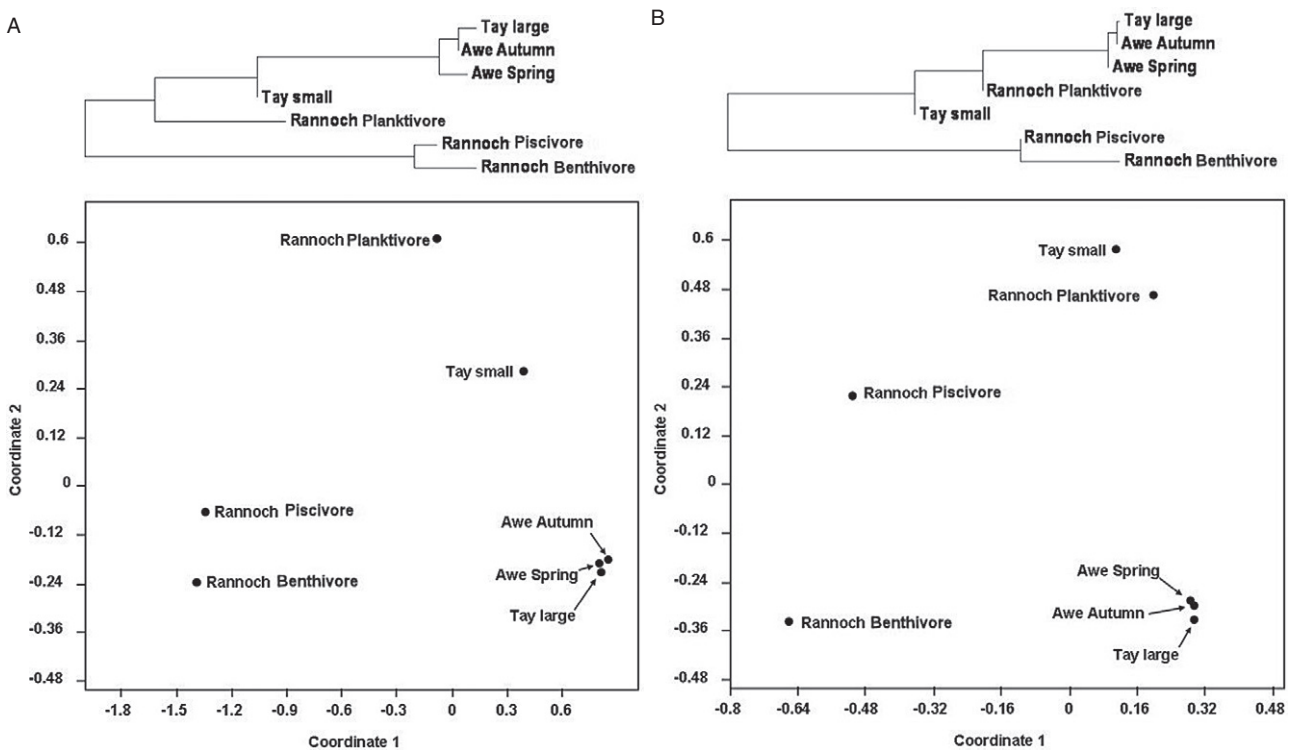 A
Tay large
Awe Autumn
Awe Spring
Tay small
Rannoch Planktivore
Rannoch Piscivore
Rannoch Benthivore
0.6
0.48
0.36
0.24
0.12
0
-0.12
-0.24
-0.36
-0.48
Coordinate 2
Rannoch Planktivore
Tay small
Rannoch Piscivore
Rannoch Benthivore
Awe Autumn
Awe Spring
Tay large
-1.8 -1.5 -1.2 -0.9 -0.6 -0.3 0 0.3 0.6
Coordinate 1
B
Tay large
Awe Autumn
Awe Spring
Rannoch Planktivore
Tay small
Rannoch Piscivore
Rannoch Benthivore
0.6
0.48
0.36
0.24
0.12
0
-0.12
-0.24
-0.36
-0.48
Coordinate 2
Tay small
Rannoch Planktivore
Rannoch Piscivore
Awe Spring
Awe Autumn
Rannoch Benthivore
Tay large
-0.8 -0.64 -0.48 -0.32 -0.16 0 0.16 0.32 0.48
Coordinate 1